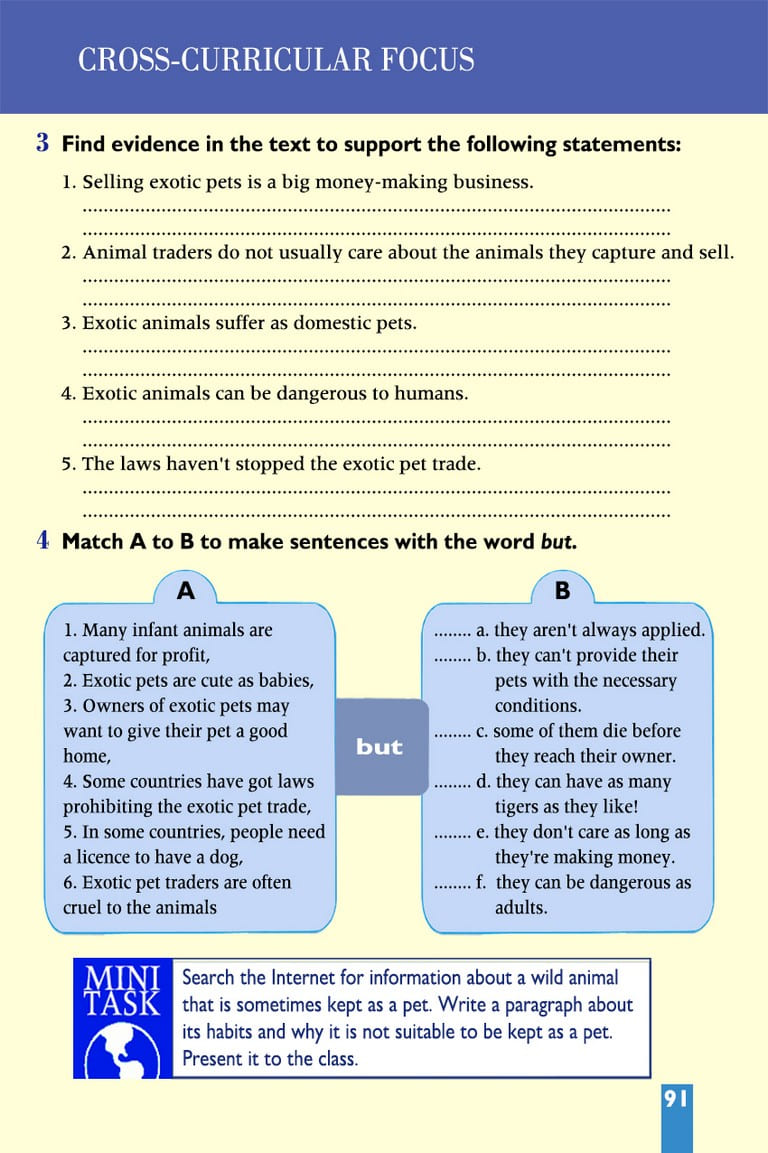 CROSS-CURRICULAR FOCUS
3 Find evidence in the text to support the following statements:
1. Selling exotic pets is a big money-making business.
2. Animal traders do not usually care about the animals they capture and sell.
3. Exotic animals suffer as domestic pets.
4. Exotic animals can be dangerous to humans.
5. The laws haven't stopped the exotic pet trade.
4 Match A to B to make sentences with the word but.
A
1. Many infant animals are
captured for profit,
2. Exotic pets are cute as babies,
3. Owners of exotic pets may
want to give their pet a good
home,
4. Some countries have got laws
prohibiting the exotic pet trade,
5. In some countries, people need
a licence to have a dog,
6. Exotic pet traders are often
cruel to the animals
but
B
........ a. they aren't always applied.
........ b. they can't provide their
pets with the necessary
conditions.
........ c. some of them die before
they reach their owner.
........ d. they can have as many
tigers as they like!
........ e. they don't care as long as
they're making money.
........ f. they can be dangerous as
adults.
MINI
TASK
Search the Internet for information about a wild animal
that is sometimes kept as a pet. Write a paragraph about
its habits and why it is not suitable to be kept as a pet.
Present it to the class.
91